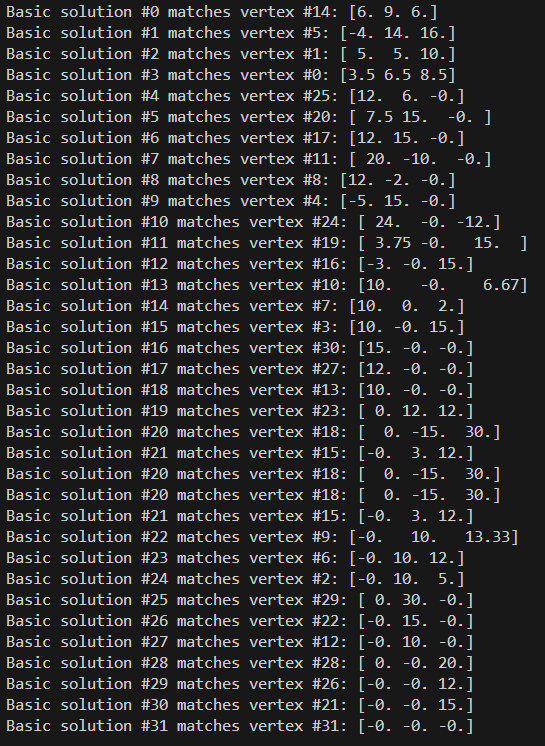 Basic solution #0 matches vertex #14: [6. 9. 6.]
Basic solution #1 matches vertex #5: [-4. 14. 16.]
Basic solution #2 matches vertex #1: [ 5.  5. 10.]
Basic solution #3 matches vertex #0: [3.5 6.5 8.5]
Basic solution #4 matches vertex #25: [12.  6. -0.]
Basic solution #5 matches vertex #20: [ 7.5 15.  -0. ]
Basic solution #6 matches vertex #17: [12. 15. -0.]
Basic solution #7 matches vertex #11: [ 20. -10.  -0.]
Basic solution #8 matches vertex #8: [12. -2. -0.]
Basic solution #9 matches vertex #4: [-5. 15. -0.]
Basic solution #10 matches vertex #24: [ 24.  -0. -12.]
Basic solution #11 matches vertex #19: [ 3.75 -0.   15.  ]
Basic solution #12 matches vertex #16: [-3. -0. 15.]
Basic solution #13 matches vertex #10: [10.   -0.    6.67]
Basic solution #14 matches vertex #7: [10.  0.  2.]
Basic solution #15 matches vertex #3: [10. -0. 15.]
Basic solution #16 matches vertex #30: [15. -0. -0.]
Basic solution #17 matches vertex #27: [12. -0. -0.]
Basic solution #18 matches vertex #13: [10. -0. -0.]
Basic solution #19 matches vertex #23: [ 0. 12. 12.]
Basic solution #20 matches vertex #18: [  0. -15.  30.]
Basic solution #21 matches vertex #15: [-0.  3. 12.]
Basic solution #20 matches vertex #18: [  0. -15.  30.]
Basic solution #20 matches vertex #18: [  0. -15.  30.]
Basic solution #21 matches vertex #15: [-0.  3. 12.]
Basic solution #22 matches vertex #9: [-0.   10.   13.33]
Basic solution #23 matches vertex #6: [-0. 10. 12.]
Basic solution #24 matches vertex #2: [-0. 10.  5.]
Basic solution #25 matches vertex #29: [ 0. 30. -0.]
Basic solution #26 matches vertex #22: [-0. 15. -0.]
Basic solution #27 matches vertex #12: [-0. 10. -0.]
Basic solution #28 matches vertex #28: [ 0. -0. 20.]
Basic solution #29 matches vertex #26: [-0. -0. 12.]
Basic solution #30 matches vertex #21: [-0. -0. 15.]
Basic solution #31 matches vertex #31: [-0. -0. -0.]